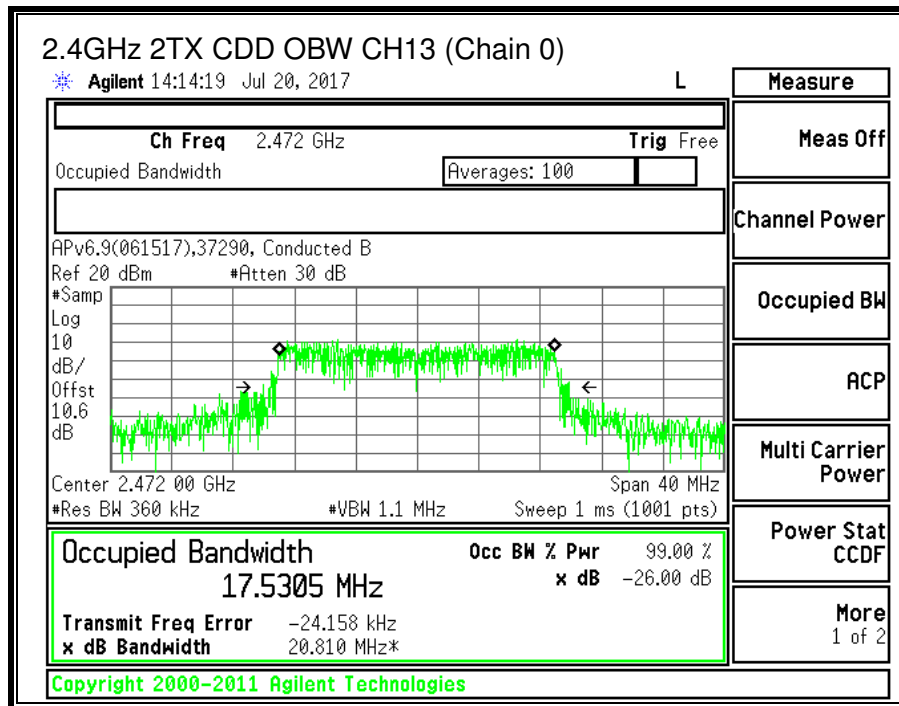 2.4GHz 2TX CDD OBW CH13 (Chain 0)
Agilent 14:14:19 Jul 20, 2017 L
Measure
Ch Freq 2.472 GHz Trig Free
Meas Off
Occupied Bandwidth Averages: 100
Channel Power
APv6.9(061517),37290, Conducted B
Ref 20 dBm #Atten 30 dB
#Samp
Log
10
dB/
Offst
10.6
dB
Occupied BW
ACP
Multi Carrier
Power
Center 2.472 00 GHz Span 40 MHz
#Res BW 360 kHz #VBW 1.1 MHz Sweep 1 ms (1001 pts)
Power Stat
CCDF
Occupied Bandwidth Occ BW % Pwr 99.00 %
17.5305 MHz x dB -26.00 dB
Transmit Freq Error -24.158 kHz
x dB Bandwidth 20.810 MHz*
More
1 of 2
Copyright 2000-2011 Agilent Technologies